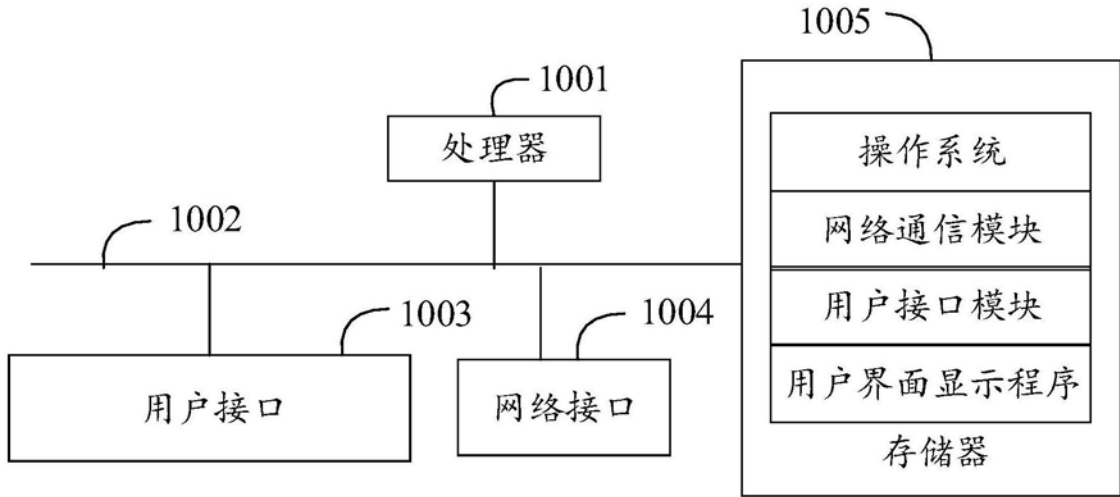 1005
1001
处理器
操作系统
1002
网络通信模块
用户接口模块
1003
1004
用户接口
网络接口
用户界面显示程序
存储器